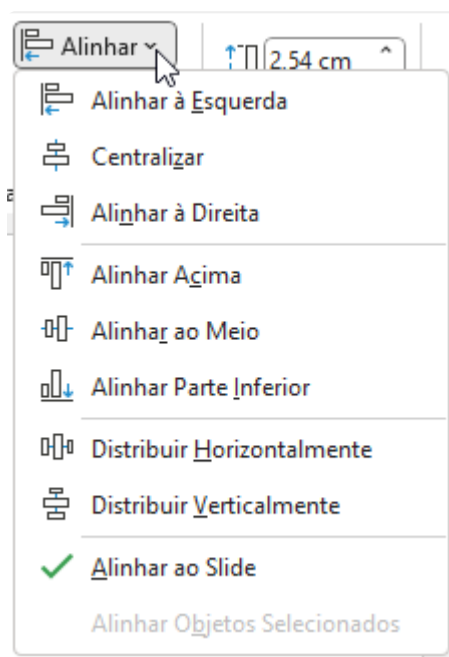 Alinhar
2,54 cm
Alinhar à Esquerda
Centralizar
Alinhar à Direita
Alinhar Acima
Alinhar ao Meio
Alinhar Parte Inferior
Distribuir Horizontalmente
Distribuir Verticalmente
Alinhar ao Slide
Alinhar Objetos Selecionados